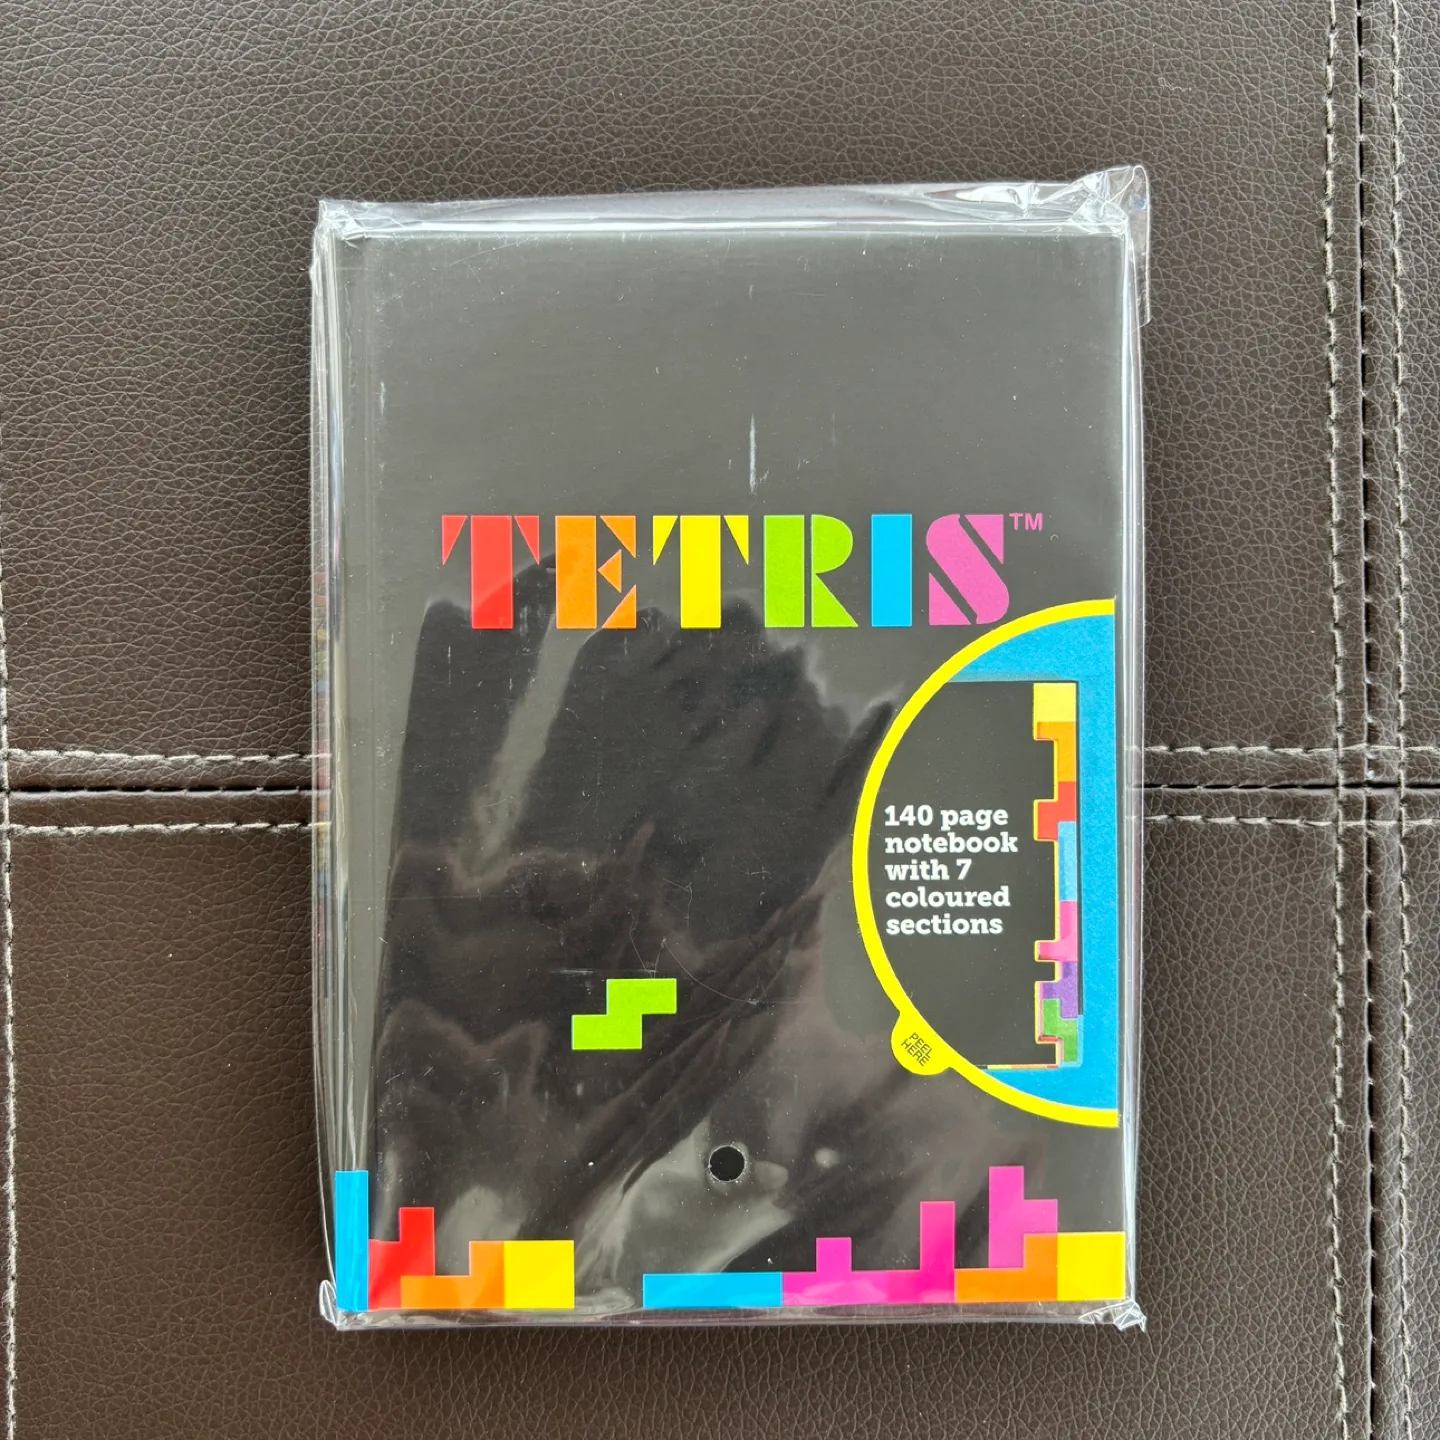 TETRIS™
140 page
notebook
with 7
coloured
sections
PEEL
HERE